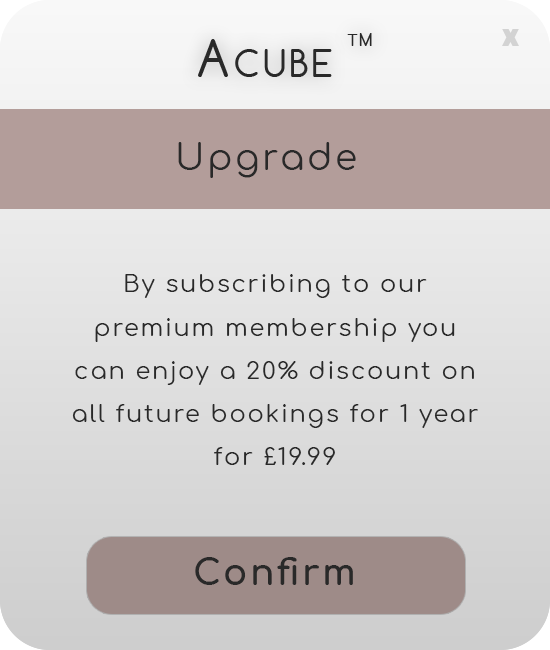 ACUBE ™
x
Upgrade
By subscribing to our
premium membership you
can enjoy a 20% discount on
all future bookings for 1 year
for £19.99
Confirm